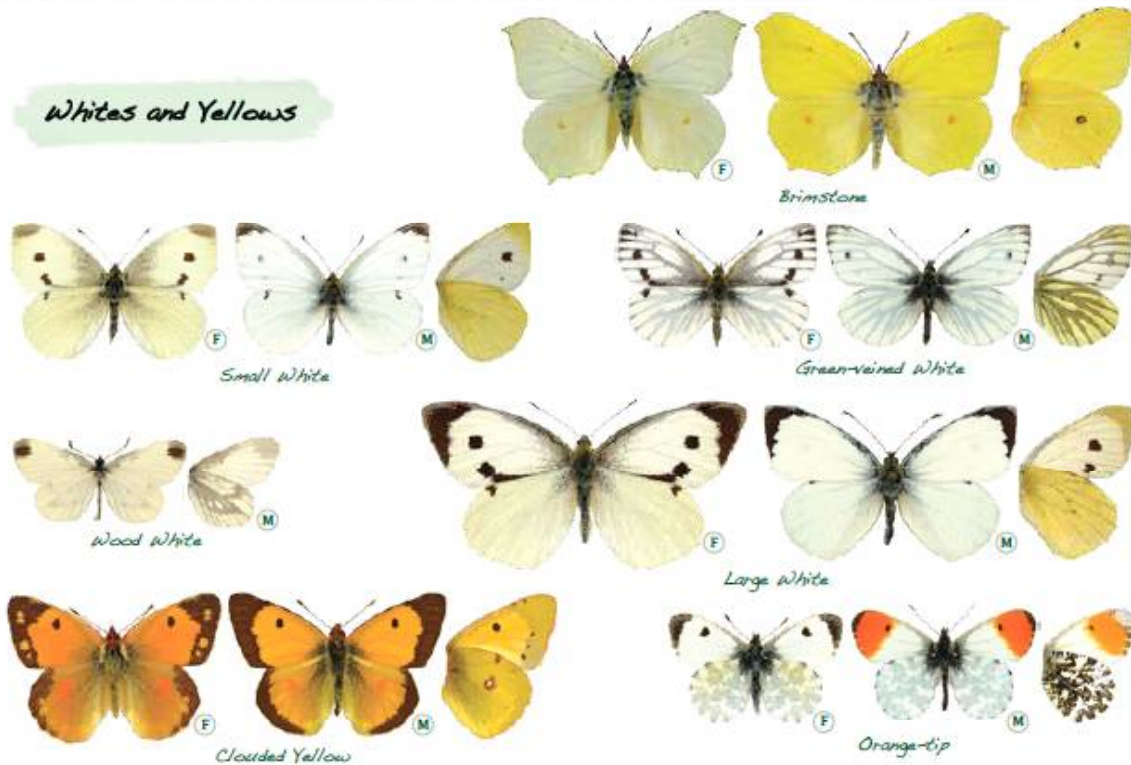 Whites and Yellows
F
M
Brimstone
F
M
Small White
F
M
Green-veined White
M
Wood White
F
M
Large White
F
M
Clouded Yellow
F
M
Orange-tip